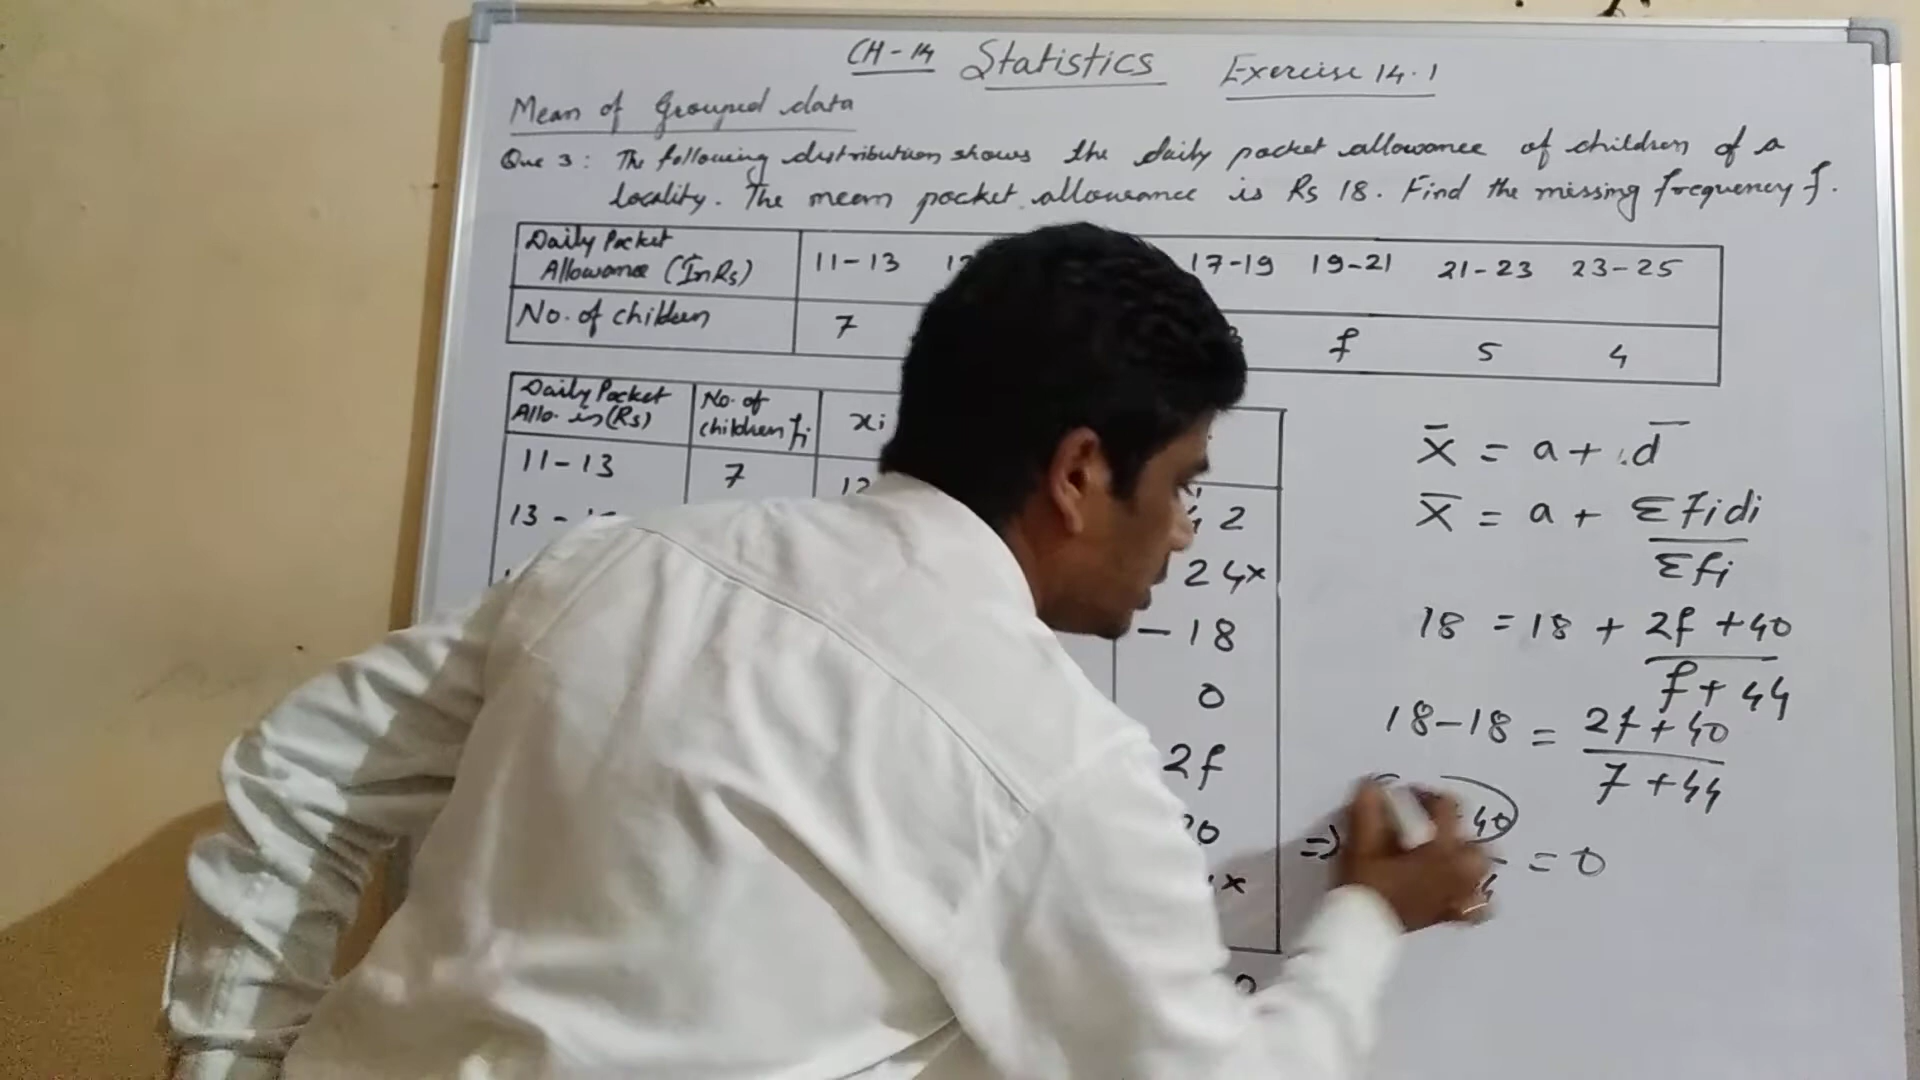 CH-14 Statistics Exercise 14.1
Mean of Grouped data
Que 3: The following distribution shows the daily pocket allowance of children of a
locality. The mean pocket allowance is Rs 18. Find the missing frequency f.
Daily Pocket
Allowance (In Rs) 11-13 17-19 19-21 21-23 23-25
No. of children 7 f 5 4
Daily Pocket
Allo. in (Rs)
No. of
children fi
xi
11-13 7 12
13-
2
24x
-18
0
2f
x̄ = a + d̄
x̄ = a + Σfidi
Σfi
18 = 18 + 2f + 40
f + 44
18-18 = 2f + 40
7 + 44
⇒ 40
= 0